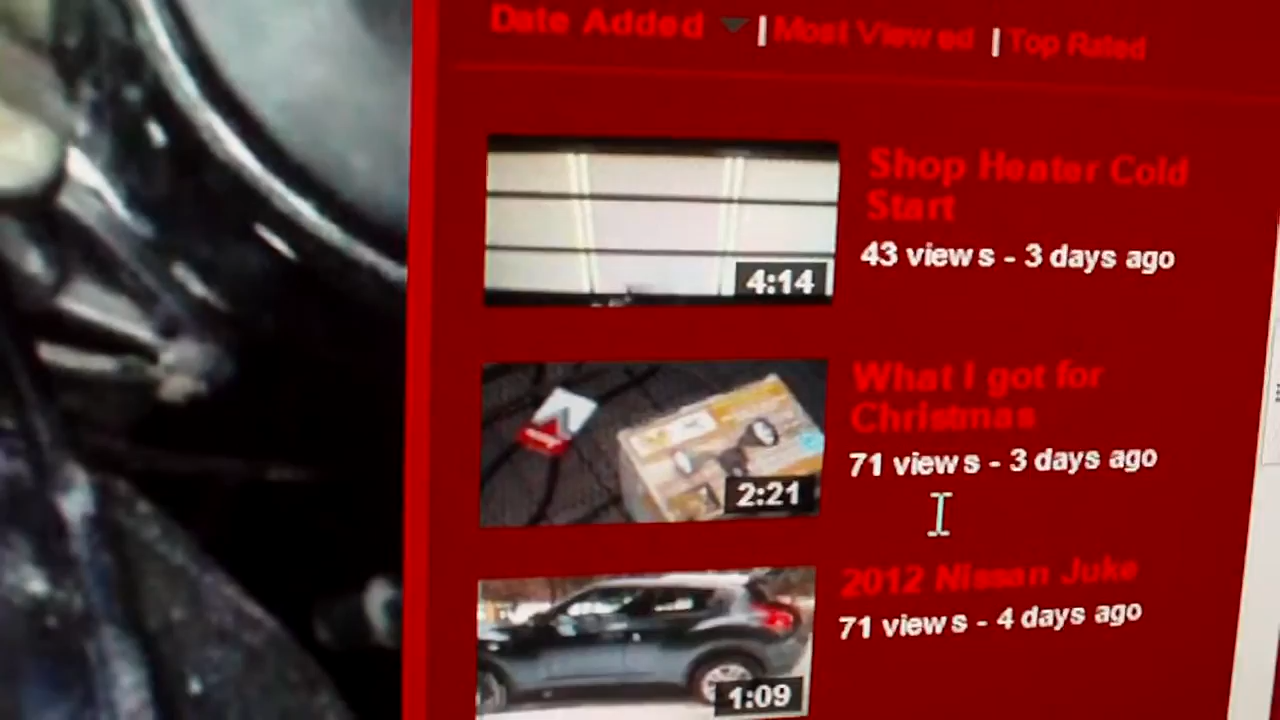 Date Added | Most Viewed | Top Rated
Shop Heater Cold
Start
43 views - 3 days ago
4:14
What I got for
Christmas
71 views - 3 days ago
2:21
2012 Nissan Juke
71 views - 4 days ago
1:09